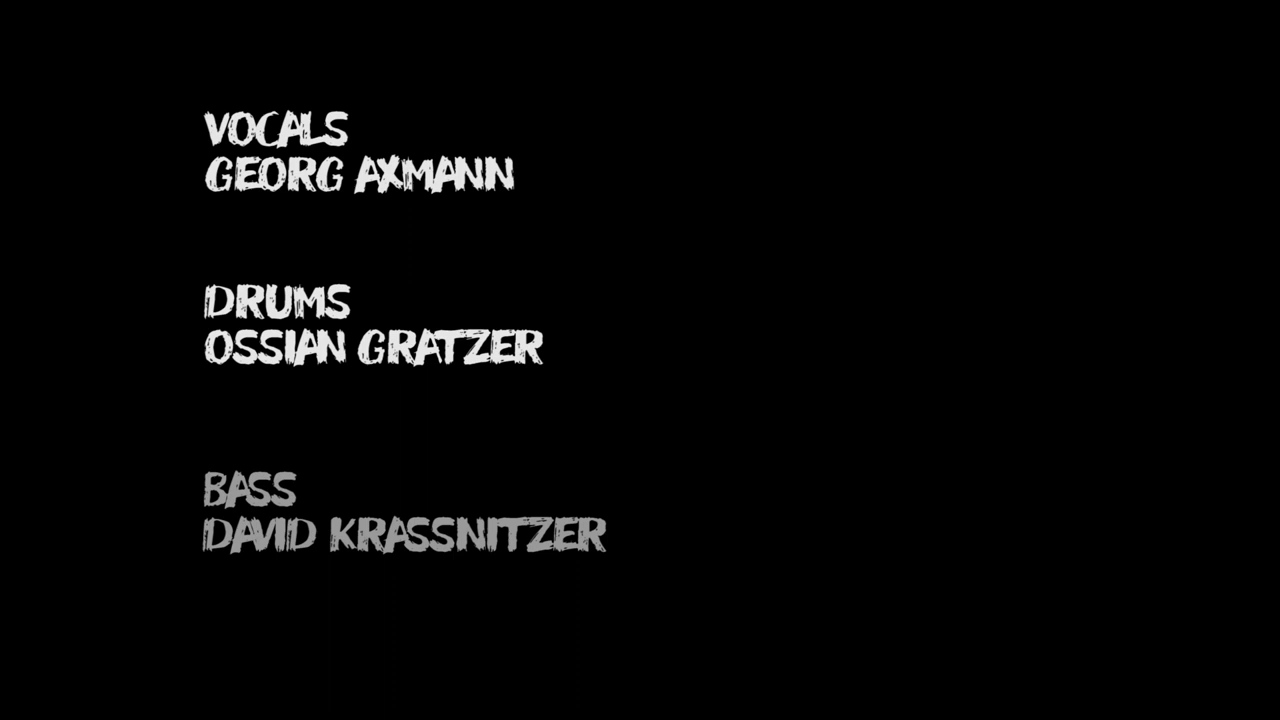 VOCALS
GEORG AXMANN
DRUMS
OSSIAN GRATZER
BASS
DAVID KRASSNITZER